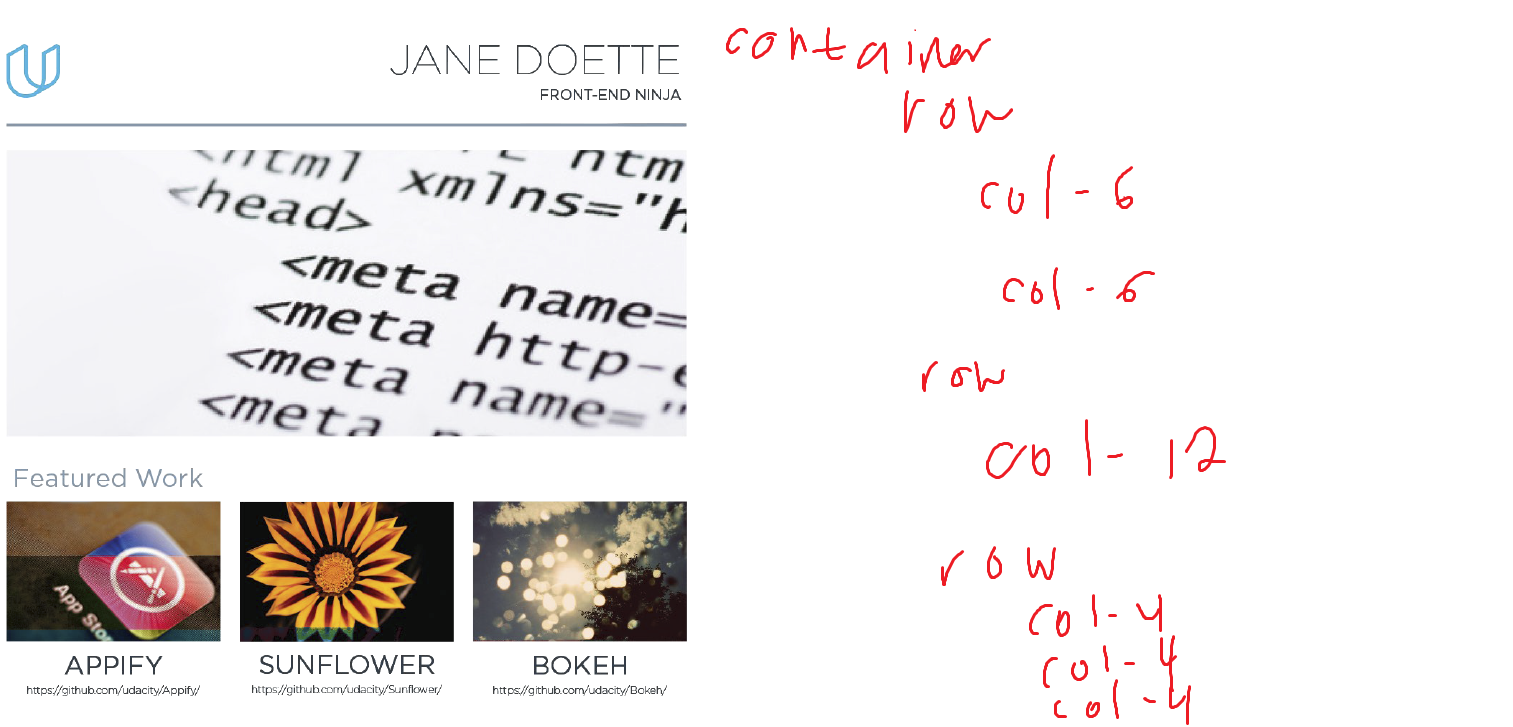 JANE DOETTE
FRONT-END NINJA
<html xmlns="h
<head>
<meta name=
<meta http-e
<meta name="
<meta
Featured Work
App Sto
APPIFY
https://github.com/udacity/Appify/
SUNFLOWER
https://github.com/udacity/Sunflower/
BOKEH
https://github.com/udacity/Bokeh/
container
row
col-6
col-6
row
col-12
row
col-4
col-4
col-4